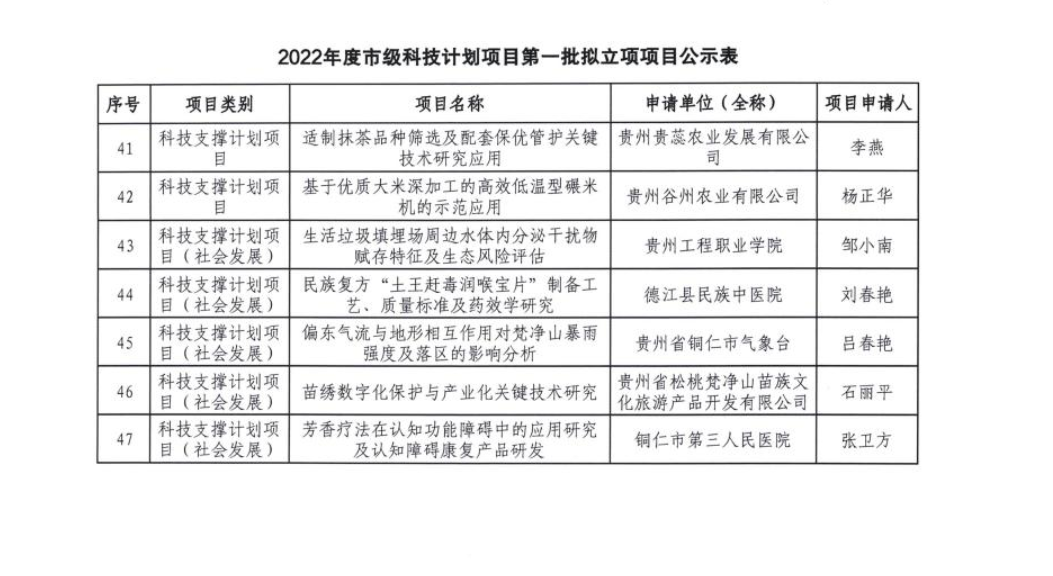 2022年度市级科技计划项目第一批拟立项项目公示表
序号 项目类别 项目名称 申请单位（全称） 项目申请人
41 科技支撑计划项 适制抹茶品种筛选及配套保优管护关键 贵州贵蕊农业发展有限公 李燕
目 技术研究应用 司
42 科技支撑计划项 基于优质大米深加工的高效低温型碾米 贵州谷州农业有限公司 杨正华
目 机的示范应用
43 科技支撑计划项 生活垃圾填埋场周边水体内分泌干扰物 贵州工程职业学院 邹小南
目（社会发展） 赋存特征及生态风险评估
44 科技支撑计划项 民族复方“土王赶毒润喉宝片”制备工 德江县民族中医院 刘春艳
目（社会发展） 艺、质量标准及药效学研究
45 科技支撑计划项 偏东气流与地形相互作用对梵净山暴雨 贵州省铜仁市气象台 吕春艳
目（社会发展） 强度及落区的影响分析
46 科技支撑计划项 苗绣数字化保护与产业化关键技术研究 贵州省松桃梵净山苗族文 石丽平
目（社会发展） 化旅游产品开发有限公司
47 科技支撑计划项 芳香疗法在认知功能障碍中的应用研究 铜仁市第三人民医院 张卫方
目（社会发展） 及认知障碍康复产品研发